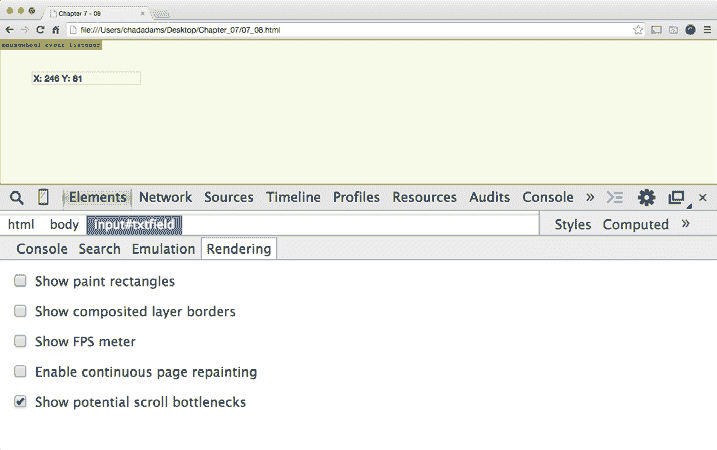 Chapter 7 - 08
file:///Users/chadadams/Desktop/Chapter_07/07_08.html
mousewheel event listener
X: 246 Y: 81
Elements Network Sources Timeline Profiles Resources Audits Console »
html body input#txtfield Styles Computed »
Console Search Emulation Rendering
Show paint rectangles
Show composited layer borders
Show FPS meter
Enable continuous page repainting
Show potential scroll bottlenecks